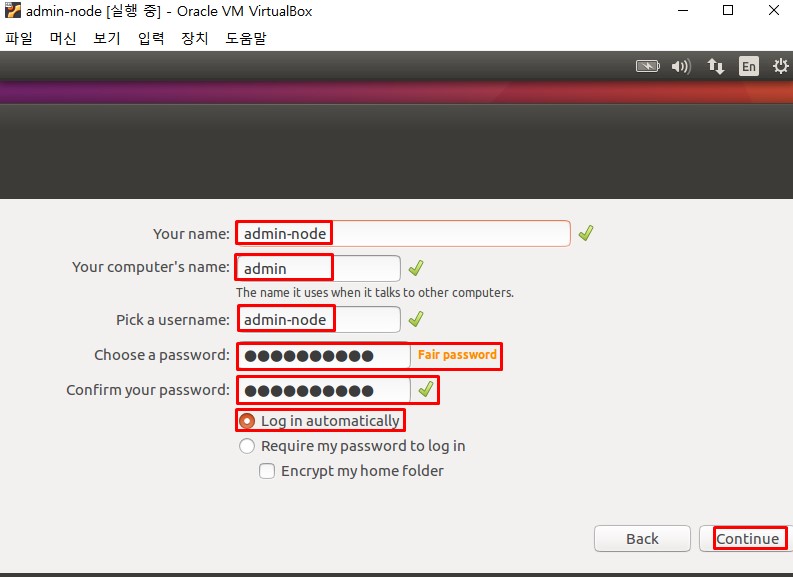 admin-node [실행 중] - Oracle VM VirtualBox
파일 머신 보기 입력 장치 도움말
En
Your name: admin-node
Your computer's name: admin
The name it uses when it talks to other computers.
Pick a username: admin-node
Choose a password: ●●●●●●●●●● Fair password
Confirm your password: ●●●●●●●●●●
Log in automatically
Require my password to log in
Encrypt my home folder
Back Continue